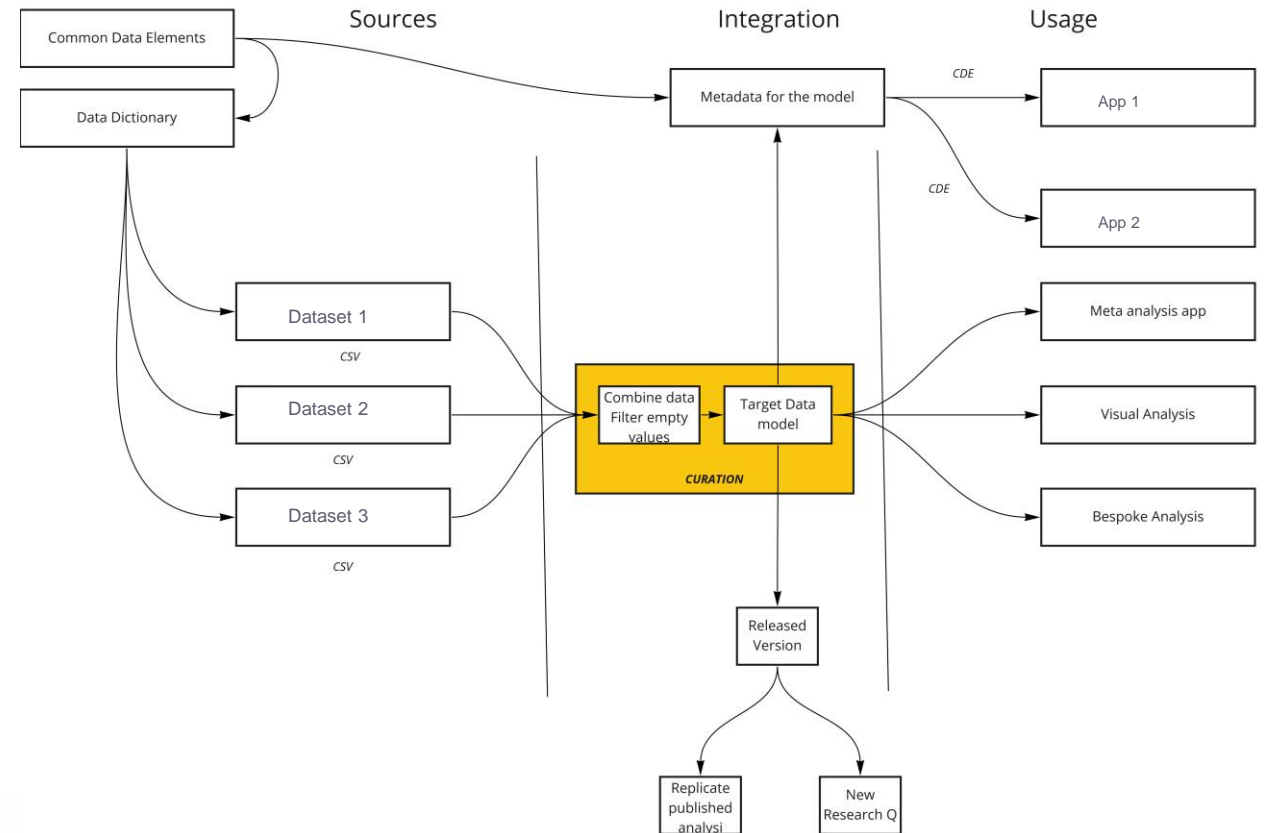 Sources
Integration
Usage
Common Data Elements
Data Dictionary
Metadata for the model
CDE
App 1
CDE
App 2
Dataset 1
CSV
Dataset 2
CSV
Dataset 3
CSV
Combine data
Filter empty
values
Target Data
model
CURATION
Meta analysis app
Visual Analysis
Bespoke Analysis
Released
Version
Replicate
published
analysi
New
Research Q